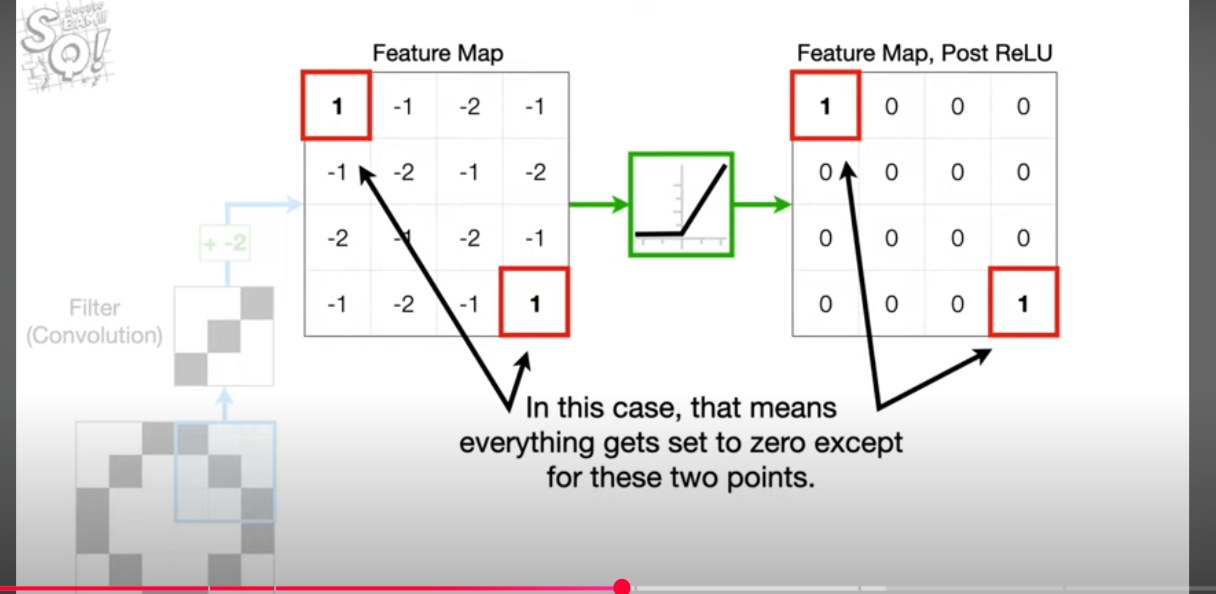 SQ!
Feature Map
Feature Map, Post ReLU
1 -1 -2 -1
-1 -2 -1 -2
-2 -1 -2 -1
-1 -2 -1 1
1 0 0 0
0 0 0 0
0 0 0 0
0 0 0 1
+ -2
Filter
(Convolution)
In this case, that means
everything gets set to zero except
for these two points.